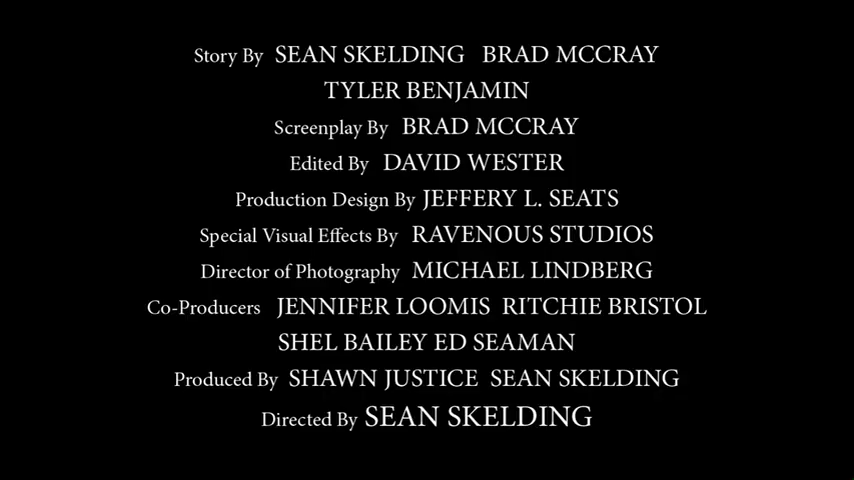 Story By SEAN SKELDING BRAD MCCRAY
TYLER BENJAMIN
Screenplay By BRAD MCCRAY
Edited By DAVID WESTER
Production Design By JEFFERY L. SEATS
Special Visual Effects By RAVENOUS STUDIOS
Director of Photography MICHAEL LINDBERG
Co-Producers JENNIFER LOOMIS RITCHIE BRISTOL
SHEL BAILEY ED SEAMAN
Produced By SHAWN JUSTICE SEAN SKELDING
Directed By SEAN SKELDING